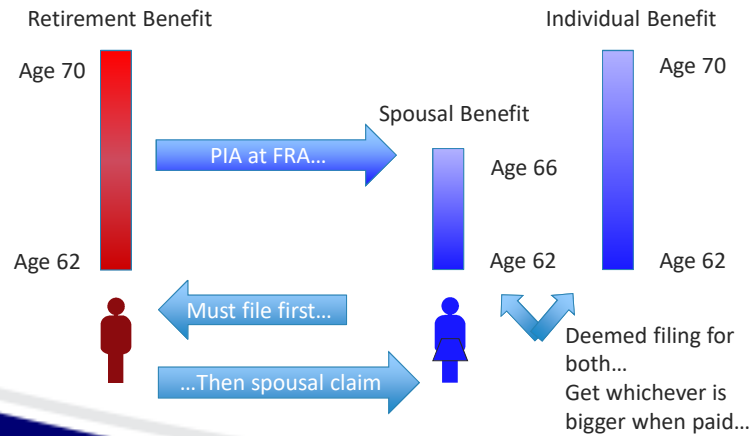 Retirement Benefit
Individual Benefit
Age 70
Age 70
Spousal Benefit
PIA at FRA...
Age 66
Age 62
Age 62
Age 62
Must file first...
...Then spousal claim
Deemed filing for
both...
Get whichever is
bigger when paid...